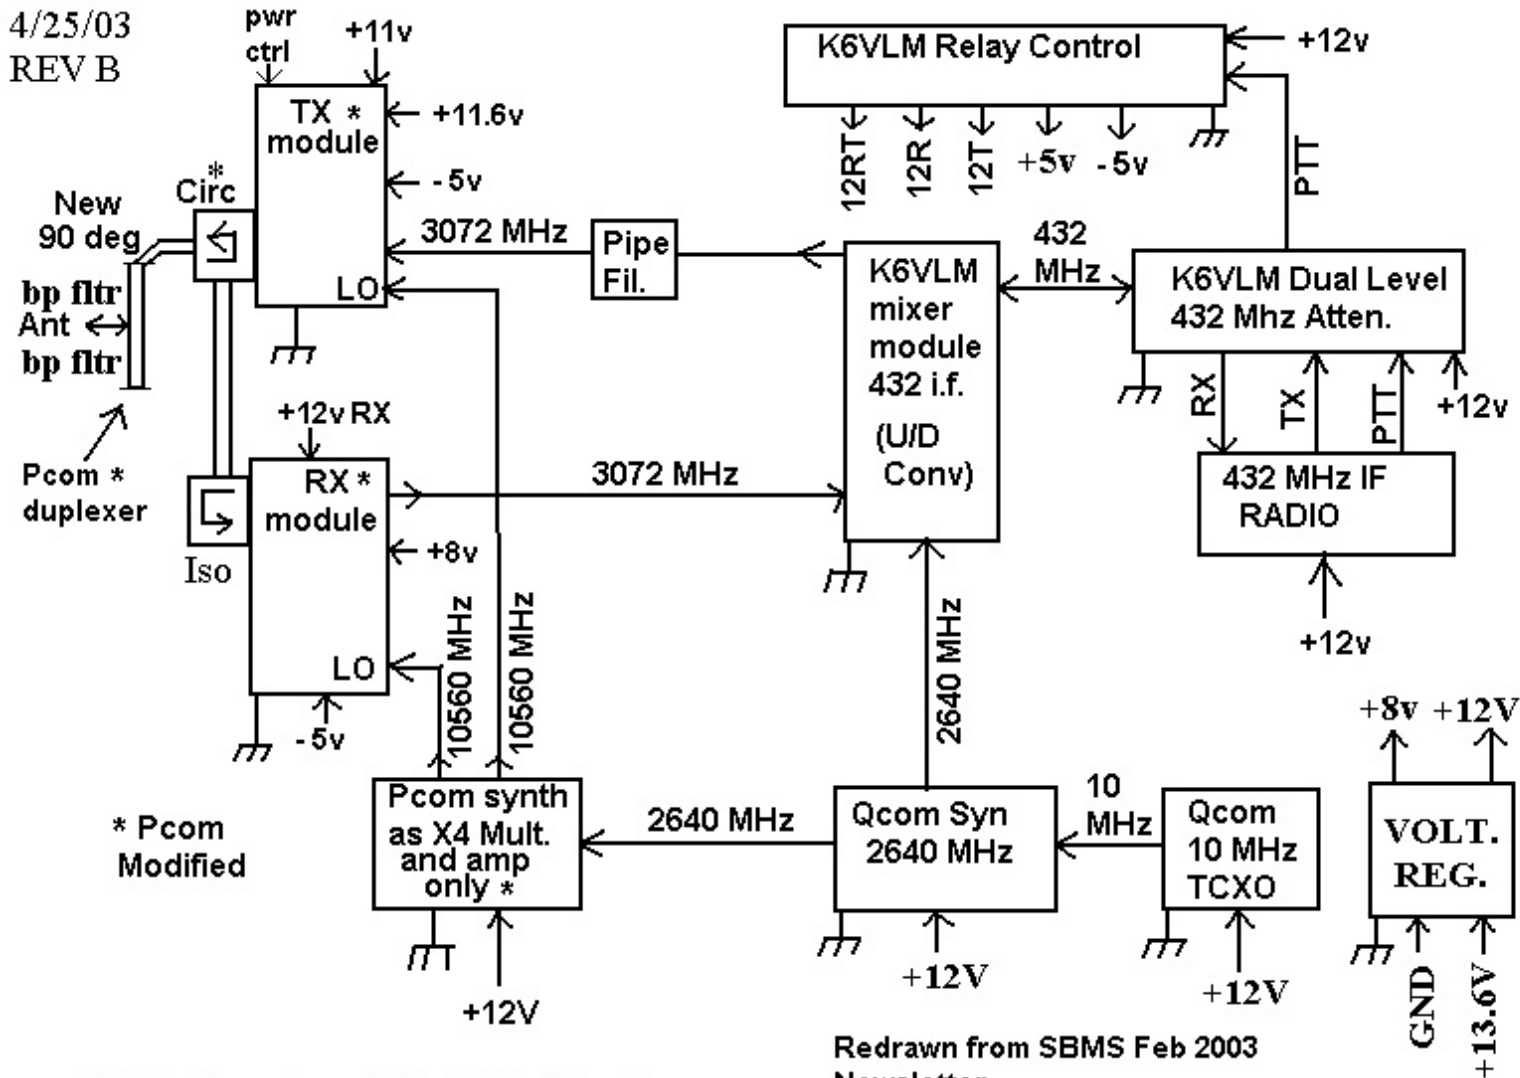 4/25/03
REV B
pwr
ctrl
+11v
TX *
module
+11.6v
-5v
*
Circ
New
90 deg
bp fltr
Ant
bp fltr
3072 MHz
LO
Pipe
Fil.
K6VLM Relay Control
+12v
12RT
12R
12T
+5v
-5v
PTT
432
MHz
K6VLM
mixer
module
432 i.f.
(U/D
Conv)
K6VLM Dual Level
432 Mhz Atten.
RX
TX
PTT
+12v
432 MHz IF
RADIO
+12v
Pcom *
duplexer
+12v RX
RX *
module
3072 MHz
+8v
Iso
LO
-5v
10560 MHz
10560 MHz
2640 MHz
* Pcom
Modified
Pcom synth
as X4 Mult.
and amp
only *
+12V
2640 MHz
Qcom Syn
2640 MHz
+12V
10
MHz
Qcom
10 MHz
TCXO
+12V
+8v +12V
VOLT.
REG.
GND
+13.6V
Redrawn from SBMS Feb 2003